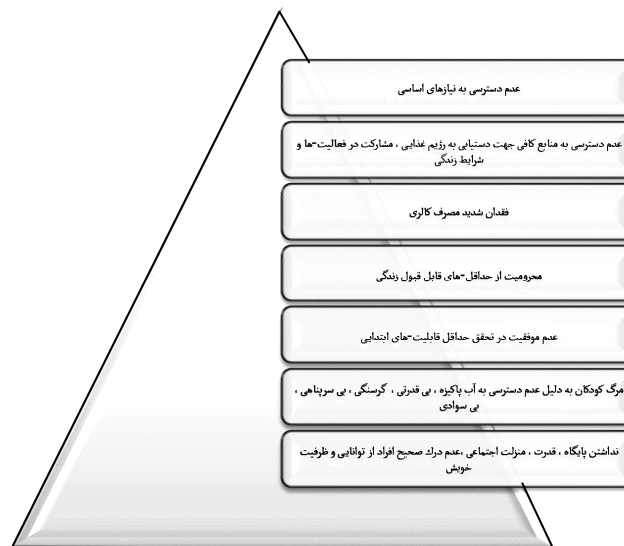 عدم دسترسی به نیازهای اساسی
عدم دسترسی به منابع کافی جهت دستیابی به رژیم غذایی ، مشارکت در فعالیت-ها و
شرایط زندگی
فقدان شدید مصرف کالری
محرومیت از حداقل-های قابل قبول زندگی
عدم موفقیت در تحقق حداقل قابلیت-های ابتدایی
مرگ کودکان به دلیل عدم دسترسی به آب پاکیزه ، بی قدرتی ، گرسنگی ، بی سرپناهی ،
بی سوادی
نداشتن پایگاه ، قدرت ، منزلت اجتماعی ،عدم درك صحیح افراد از توانایی و ظرفیت
خویش